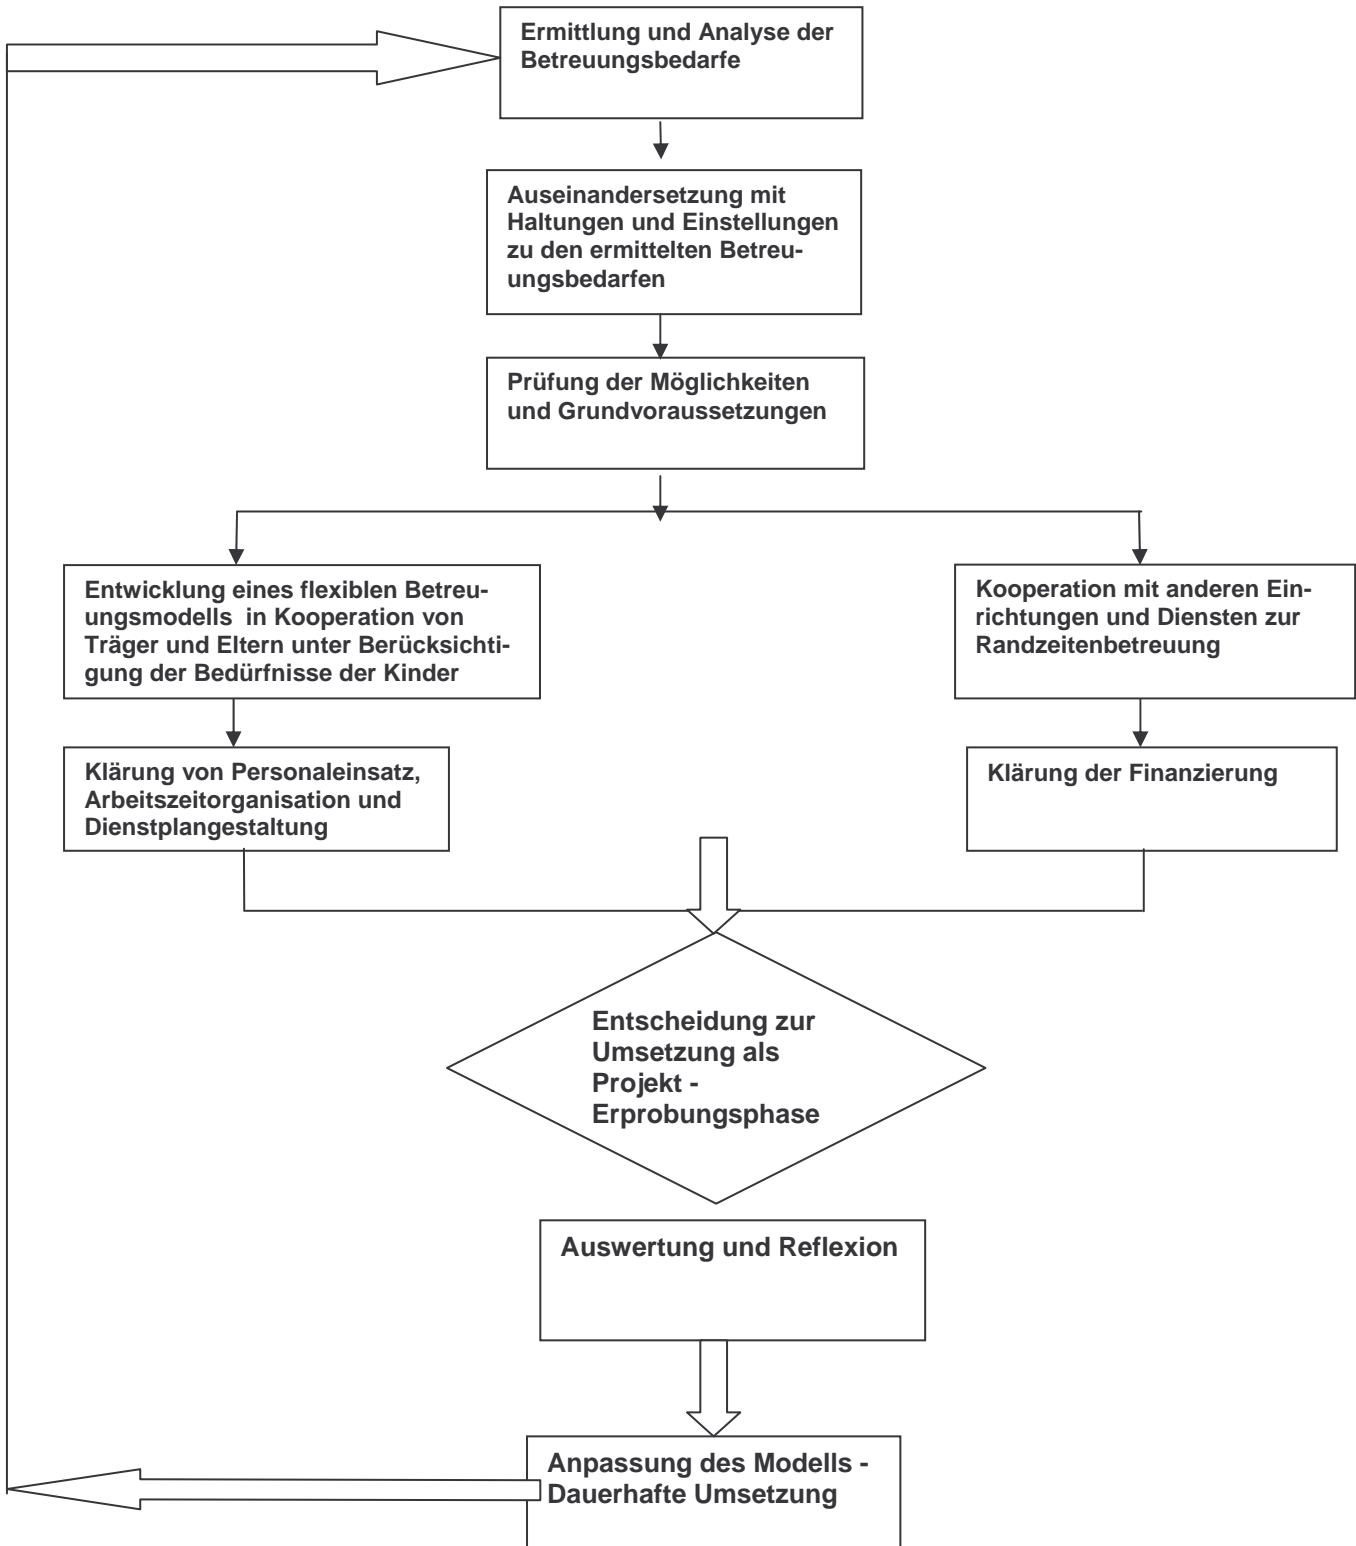 Ermittlung und Analyse der
Betreuungsbedarfe
Auseinandersetzung mit
Haltungen und Einstellungen
zu den ermittelten Betreu-
ungsbedarfen
Prüfung der Möglichkeiten
und Grundvoraussetzungen
Entwicklung eines flexiblen Betreu-
ungsmodells  in Kooperation von
Träger und Eltern unter Berücksichti-
gung der Bedürfnisse der Kinder
Kooperation mit anderen Ein-
richtungen und Diensten zur
Randzeitenbetreuung
Klärung von Personaleinsatz,
Arbeitszeitorganisation und
Dienstplangestaltung
Klärung der Finanzierung
Entscheidung zur
Umsetzung als
Projekt -
Erprobungsphase
Auswertung und Reflexion
Anpassung des Modells -
Dauerhafte Umsetzung